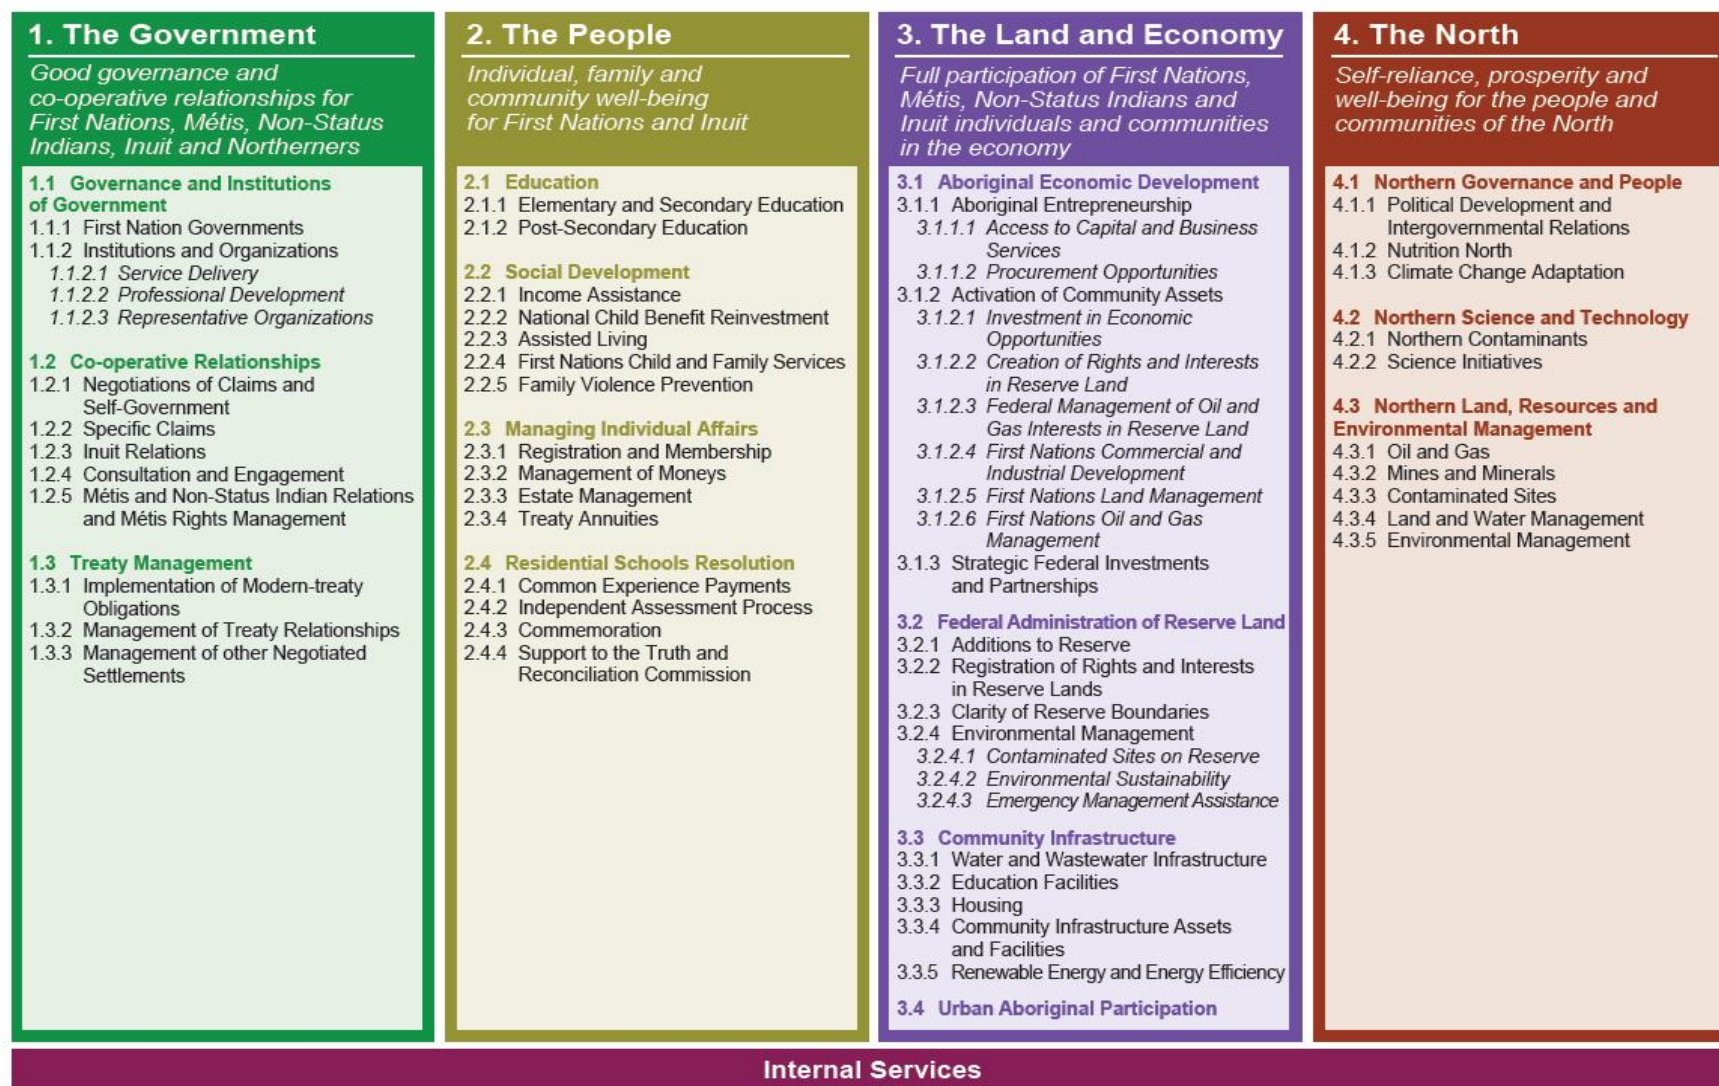 1. The Government
Good governance and
co-operative relationships for
First Nations, Métis, Non-Status
Indians, Inuit and Northerners
1.1 Governance and Institutions
of Government
1.1.1 First Nation Governments
1.1.2 Institutions and Organizations
1.1.2.1 Service Delivery
1.1.2.2 Professional Development
1.1.2.3 Representative Organizations
1.2 Co-operative Relationships
1.2.1 Negotiations of Claims and
Self-Government
1.2.2 Specific Claims
1.2.3 Inuit Relations
1.2.4 Consultation and Engagement
1.2.5 Métis and Non-Status Indian Relations
and Métis Rights Management
1.3 Treaty Management
1.3.1 Implementation of Modern-treaty
Obligations
1.3.2 Management of Treaty Relationships
1.3.3 Management of other Negotiated
Settlements
2. The People
Individual, family and
community well-being
for First Nations and Inuit
2.1 Education
2.1.1 Elementary and Secondary Education
2.1.2 Post-Secondary Education
2.2 Social Development
2.2.1 Income Assistance
2.2.2 National Child Benefit Reinvestment
2.2.3 Assisted Living
2.2.4 First Nations Child and Family Services
2.2.5 Family Violence Prevention
2.3 Managing Individual Affairs
2.3.1 Registration and Membership
2.3.2 Management of Moneys
2.3.3 Estate Management
2.3.4 Treaty Annuities
2.4 Residential Schools Resolution
2.4.1 Common Experience Payments
2.4.2 Independent Assessment Process
2.4.3 Commemoration
2.4.4 Support to the Truth and
Reconciliation Commission
3. The Land and Economy
Full participation of First Nations,
Métis, Non-Status Indians and
Inuit individuals and communities
in the economy
3.1 Aboriginal Economic Development
3.1.1 Aboriginal Entrepreneurship
3.1.1.1 Access to Capital and Business
Services
3.1.1.2 Procurement Opportunities
3.1.2 Activation of Community Assets
3.1.2.1 Investment in Economic
Opportunities
3.1.2.2 Creation of Rights and Interests
in Reserve Land
3.1.2.3 Federal Management of Oil and
Gas Interests in Reserve Land
3.1.2.4 First Nations Commercial and
Industrial Development
3.1.2.5 First Nations Land Management
3.1.2.6 First Nations Oil and Gas
Management
3.1.3 Strategic Federal Investments
and Partnerships
3.2 Federal Administration of Reserve Land
3.2.1 Additions to Reserve
3.2.2 Registration of Rights and Interests
in Reserve Lands
3.2.3 Clarity of Reserve Boundaries
3.2.4 Environmental Management
3.2.4.1 Contaminated Sites on Reserve
3.2.4.2 Environmental Sustainability
3.2.4.3 Emergency Management Assistance
3.3 Community Infrastructure
3.3.1 Water and Wastewater Infrastructure
3.3.2 Education Facilities
3.3.3 Housing
3.3.4 Community Infrastructure Assets
and Facilities
3.3.5 Renewable Energy and Energy Efficiency
3.4 Urban Aboriginal Participation
4. The North
Self-reliance, prosperity and
well-being for the people and
communities of the North
4.1 Northern Governance and People
4.1.1 Political Development and
Intergovernmental Relations
4.1.2 Nutrition North
4.1.3 Climate Change Adaptation
4.2 Northern Science and Technology
4.2.1 Northern Contaminants
4.2.2 Science Initiatives
4.3 Northern Land, Resources and
Environmental Management
4.3.1 Oil and Gas
4.3.2 Mines and Minerals
4.3.3 Contaminated Sites
4.3.4 Land and Water Management
4.3.5 Environmental Management
Internal Services